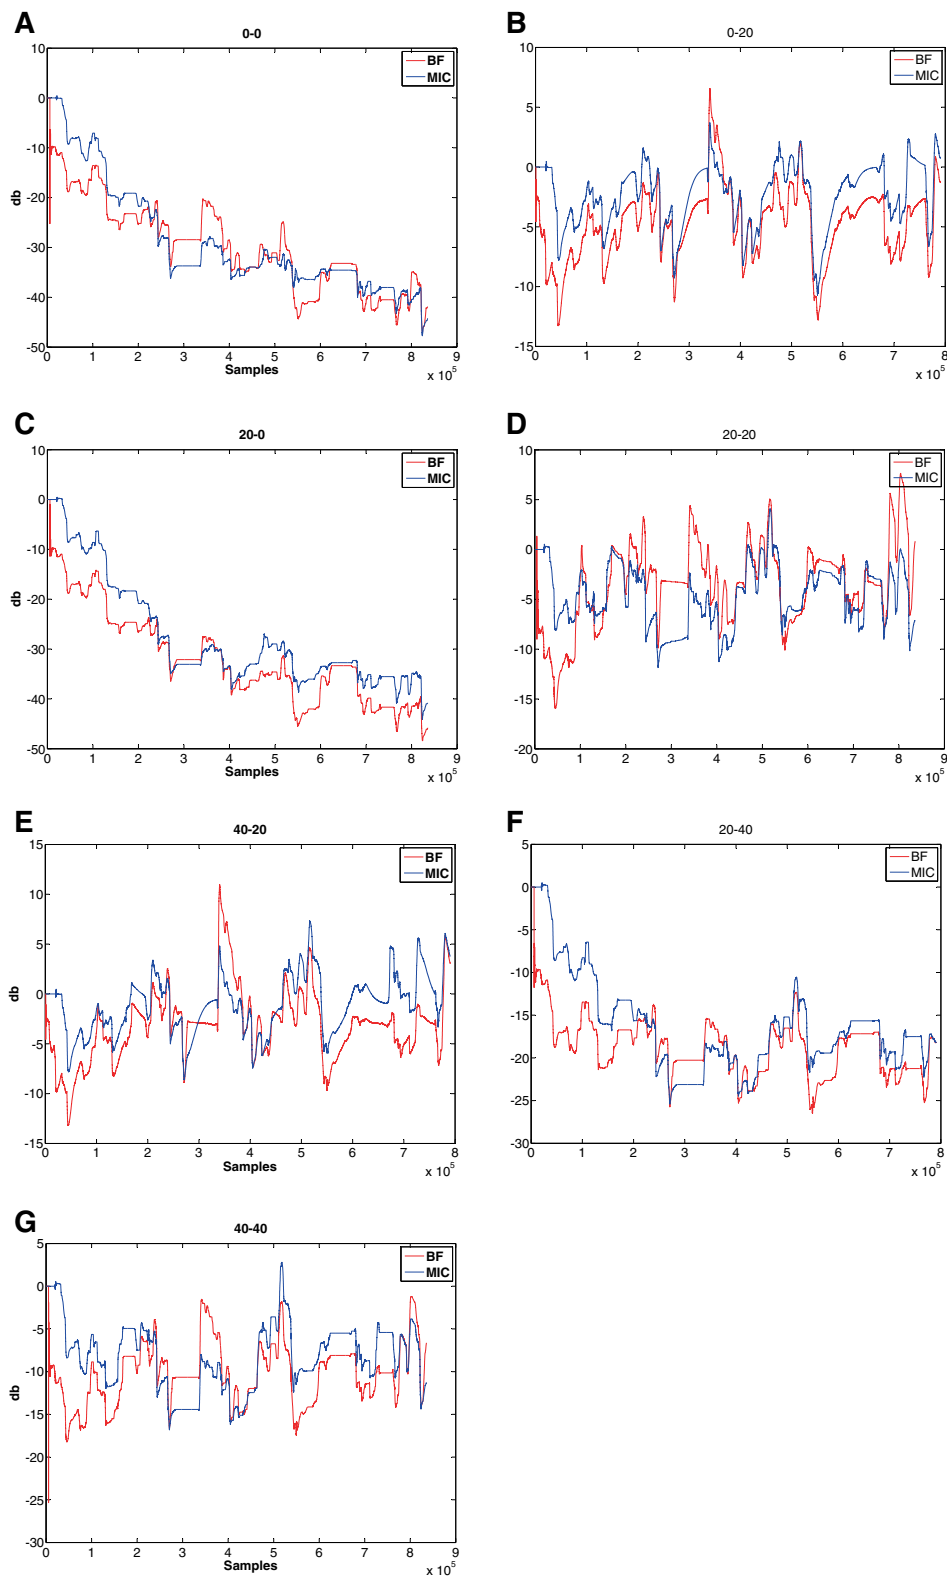 A
0-0
10
0
-10
-20
-30
-40
-50
db
BF
MIC
0 1 2 3 4 5 6 7 8 9
Samples
x 10^5
B
0-20
10
5
0
-5
-10
15
BF
MIC
0 1 2 3 4 5 6 7 8
x 10^5
C
20-0
10
0
-10
-20
-30
-40
-50
db
BF
MIC
0 1 2 3 4 5 6 7 8 9
Samples
x 10^5
D
20-20
10
5
0
-5
-10
-15
-20
BF
MIC
0 1 2 3 4 5 6 7 8 9
x 10^5
E
40-20
15
10
5
0
-5
-10
-15
db
BF
MIC
0 1 2 3 4 5 6 7 8
Samples
x 10^5
F
20-40
5
0
-5
-10
-15
-20
-25
-30
BF
MIC
0 1 2 3 4 5 6 7 8
x 10^5
G
40-40
5
0
-5
-10
-15
-20
-25
-30
db
BF
MIC
0 1 2 3 4 5 6 7 8 9
Samples
x 10^5